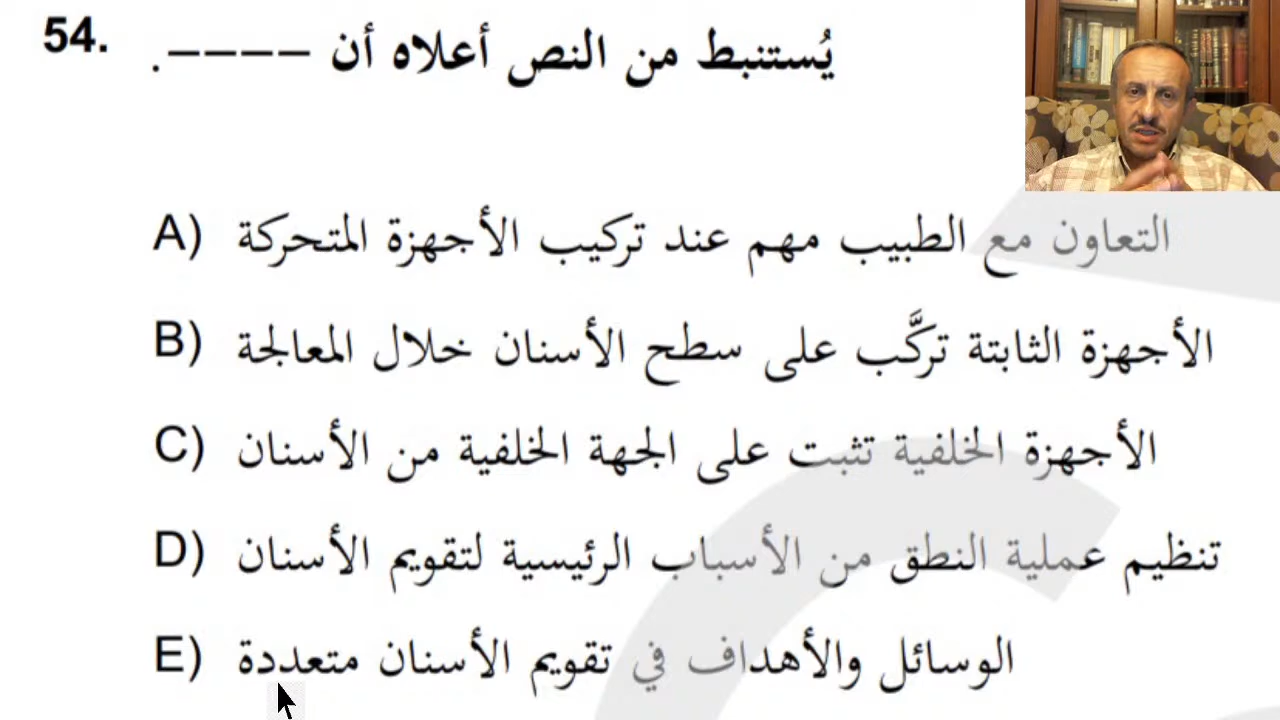 54. يُستنبط من النص أعلاه أن ----.
A) التعاون مع الطبيب مهم عند تركيب الأجهزة المتحركة
B) الأجهزة الثابتة تركَّب على سطح الأسنان خلال المعالجة
C) الأجهزة الخلفية تثبت على الجهة الخلفية من الأسنان
D) تنظيم عملية النطق من الأسباب الرئيسية لتقويم الأسنان
E) الوسائل والأهداف في تقويم الأسنان متعددة